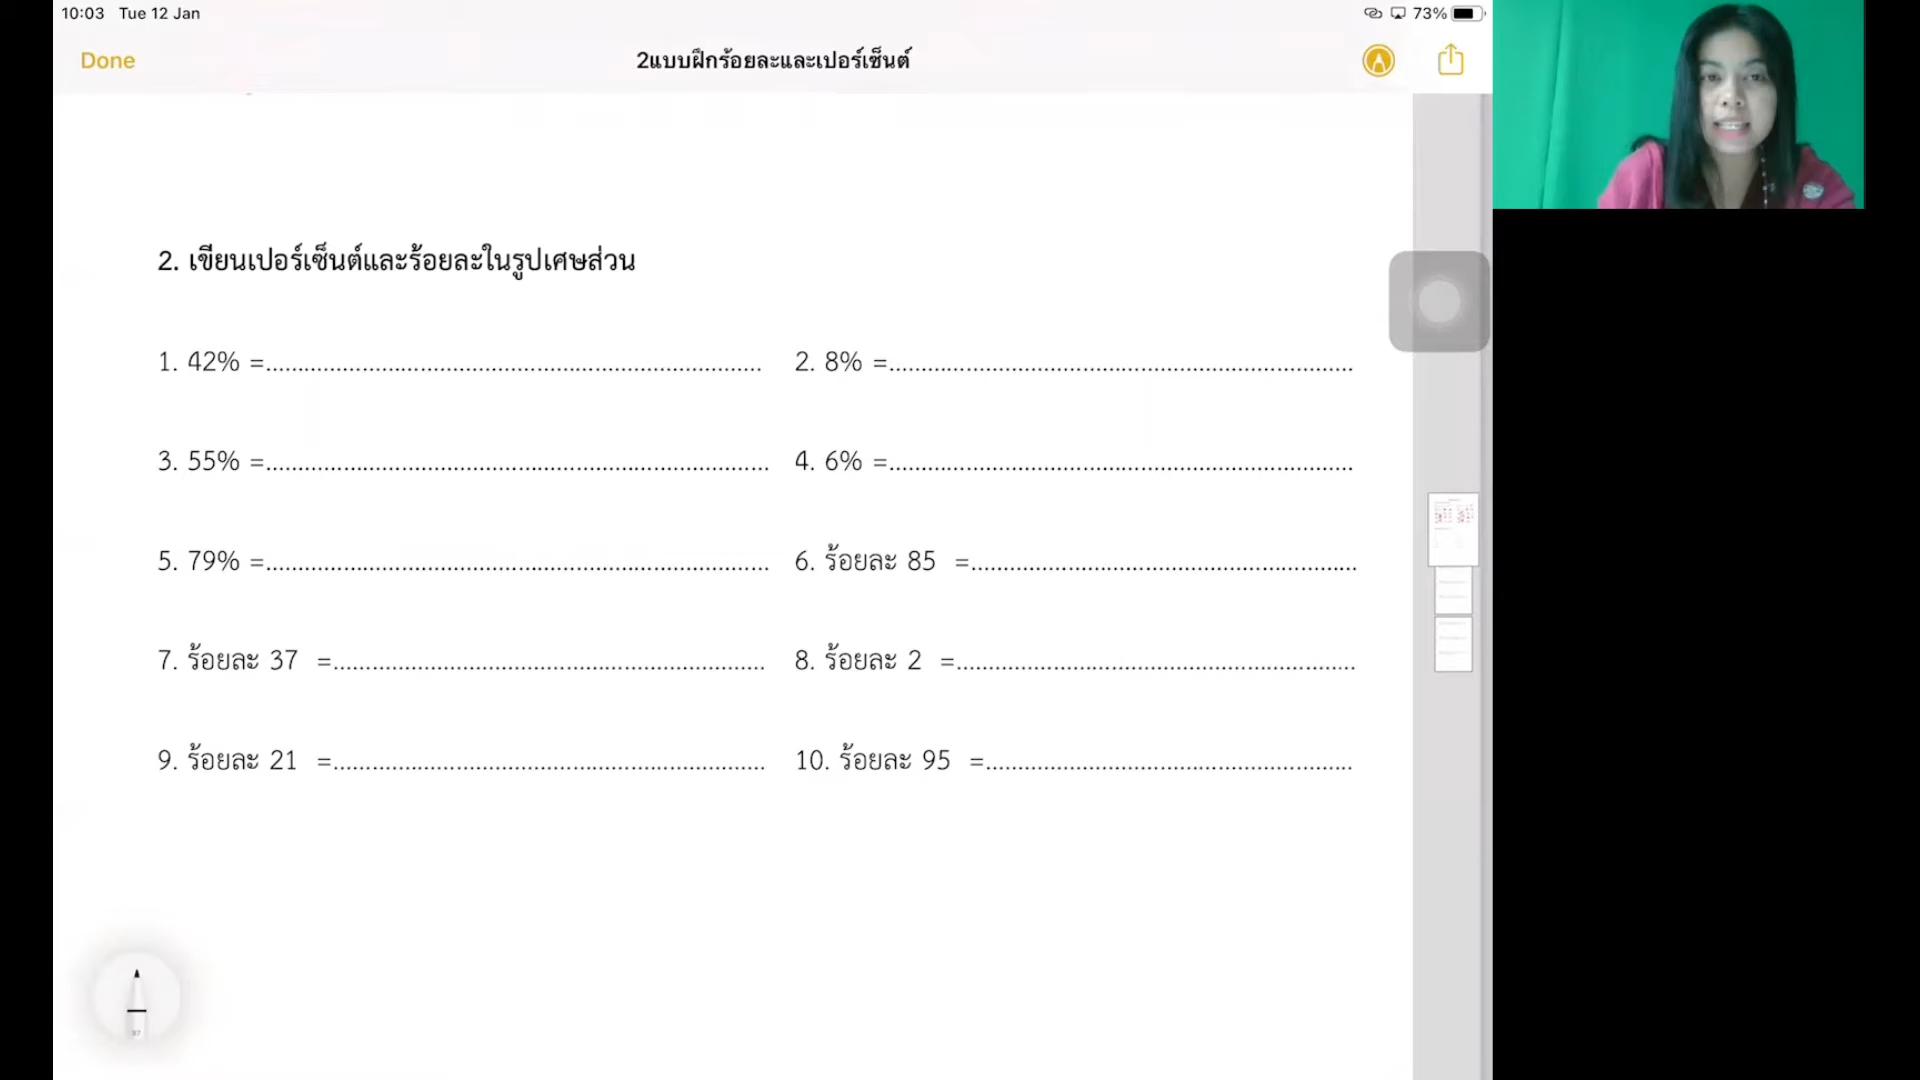 10:03 Tue 12 Jan 73%
Done 2แบบฝึกร้อยละและเปอร์เซ็นต์
2. เขียนเปอร์เซ็นต์และร้อยละในรูปเศษส่วน
1. 42% =.............................................................. 2. 8% =..........................................................
3. 55% =............................................................... 4. 6% =..........................................................
5. 79% =............................................................... 6. ร้อยละ 85 =................................................
7. ร้อยละ 37 =...................................................... 8. ร้อยละ 2 =..................................................
9. ร้อยละ 21 =...................................................... 10. ร้อยละ 95 =..............................................
97